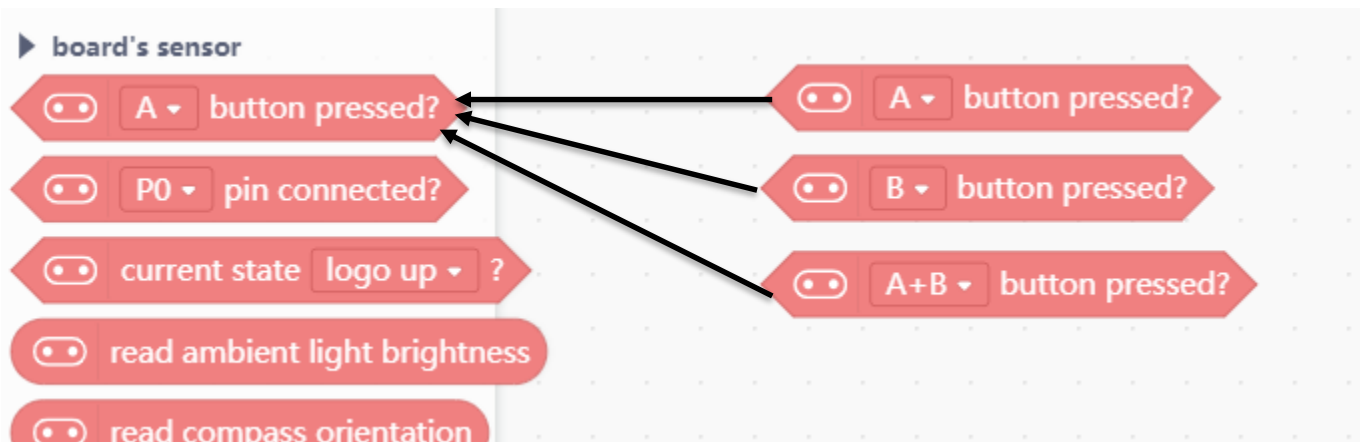 board's sensor
A button pressed?
P0 pin connected?
current state logo up ?
read ambient light brightness
read compass orientation
A button pressed?
B button pressed?
A+B button pressed?